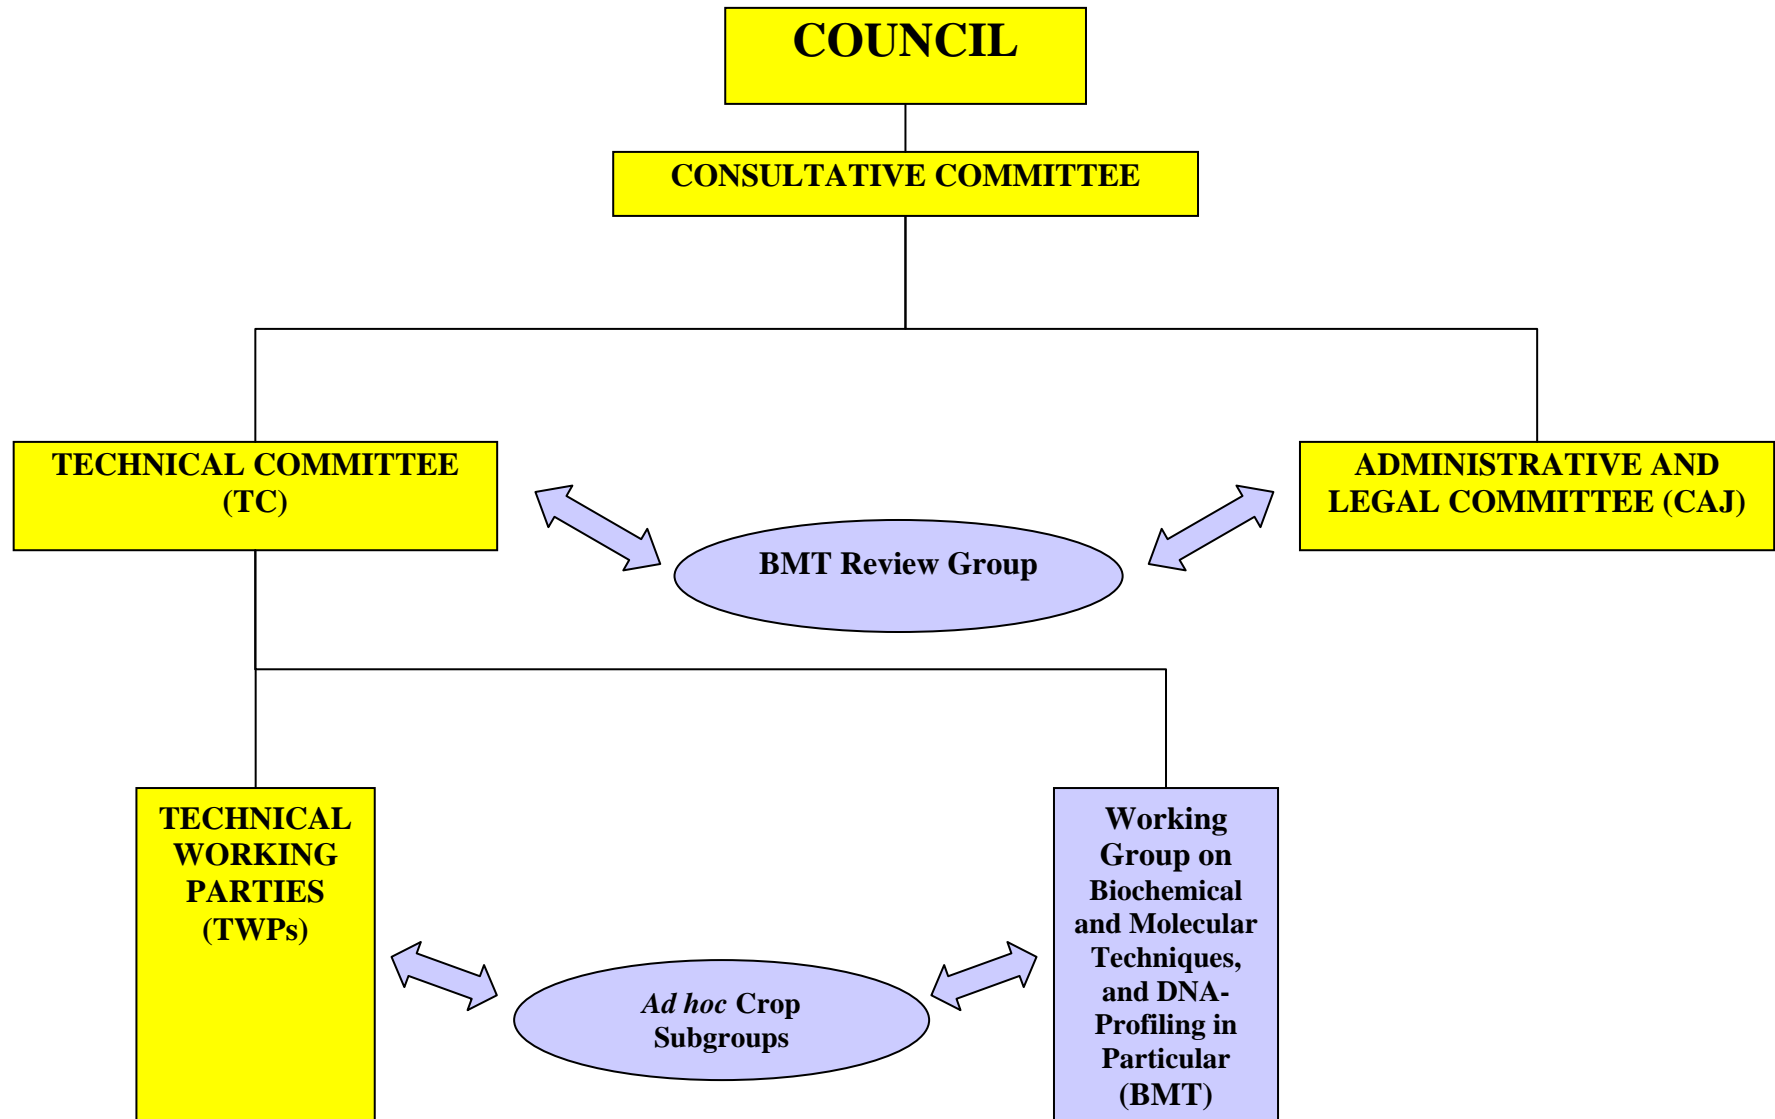 COUNCIL
CONSULTATIVE COMMITTEE
TECHNICAL COMMITTEE
(TC)
ADMINISTRATIVE AND
LEGAL COMMITTEE (CAJ)
BMT Review Group
TECHNICAL
WORKING
PARTIES
(TWPs)
Ad hoc Crop
Subgroups
Working
Group on
Biochemical
and Molecular
Techniques,
and DNA-
Profiling in
Particular
(BMT)